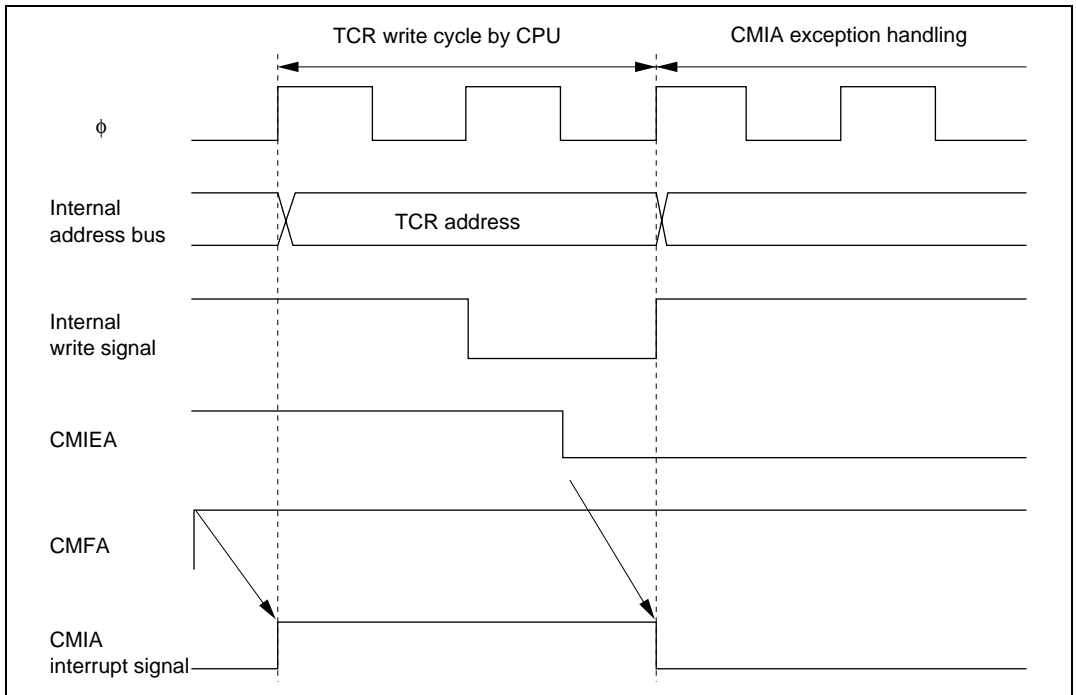 TCR write cycle by CPU
CMIA exception handling
ϕ
Internal
address bus
TCR address
Internal
write signal
CMIEA
CMFA
CMIA
interrupt signal